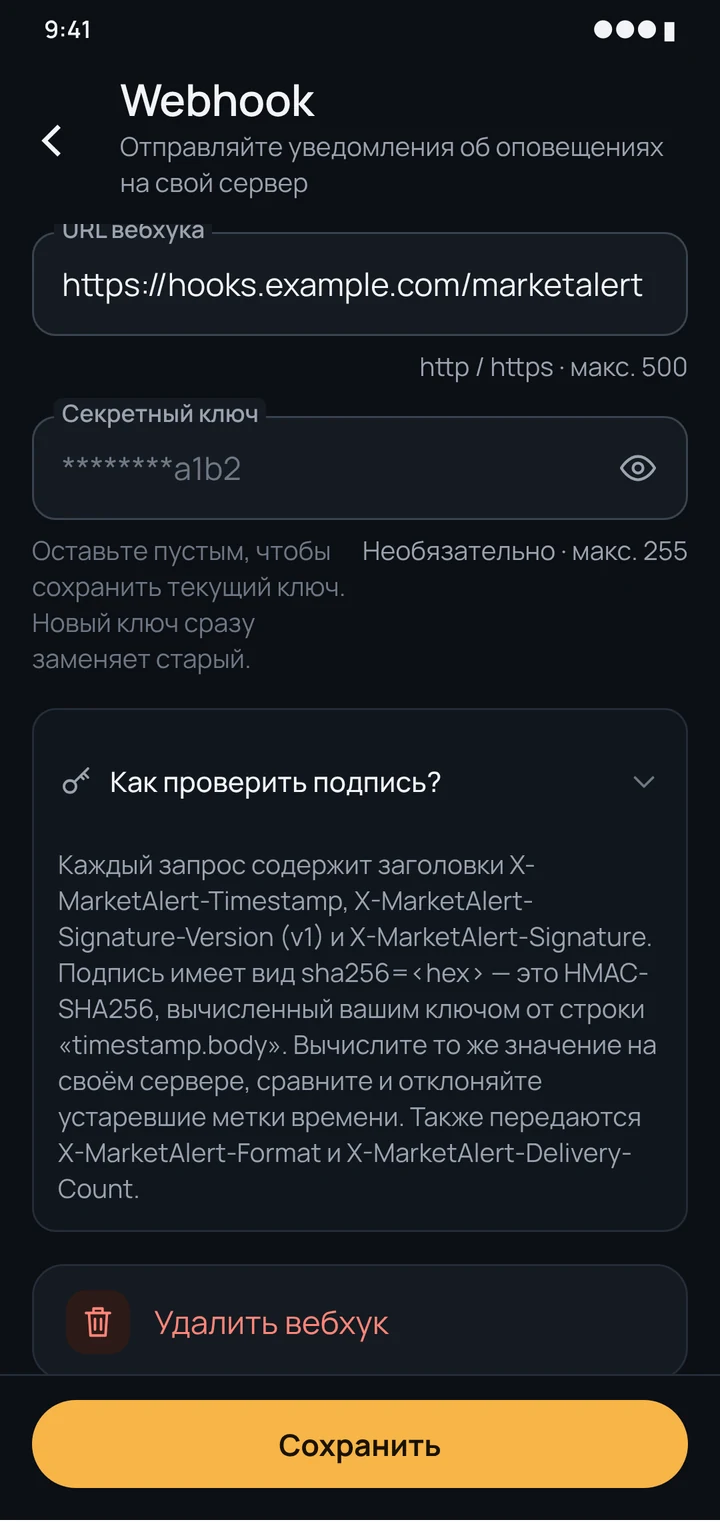 9:41
Webhook
Отправляйте уведомления об оповещениях
на свой сервер
URL вебхука
https://hooks.example.com/marketalert
http / https · макс. 500
Секретный ключ
********a1b2
Оставьте пустым, чтобы
сохранить текущий ключ.
Новый ключ сразу
заменяет старый.
Необязательно · макс. 255
Как проверить подпись?
Каждый запрос содержит заголовки X-
MarketAlert-Timestamp, X-MarketAlert-
Signature-Version (v1) и X-MarketAlert-Signature.
Подпись имеет вид sha256=<hex> — это HMAC-
SHA256, вычисленный вашим ключом от строки
«timestamp.body». Вычислите то же значение на
своём сервере, сравните и отклоняйте
устаревшие метки времени. Также передаются
X-MarketAlert-Format и X-MarketAlert-Delivery-
Count.
Удалить вебхук
Сохранить